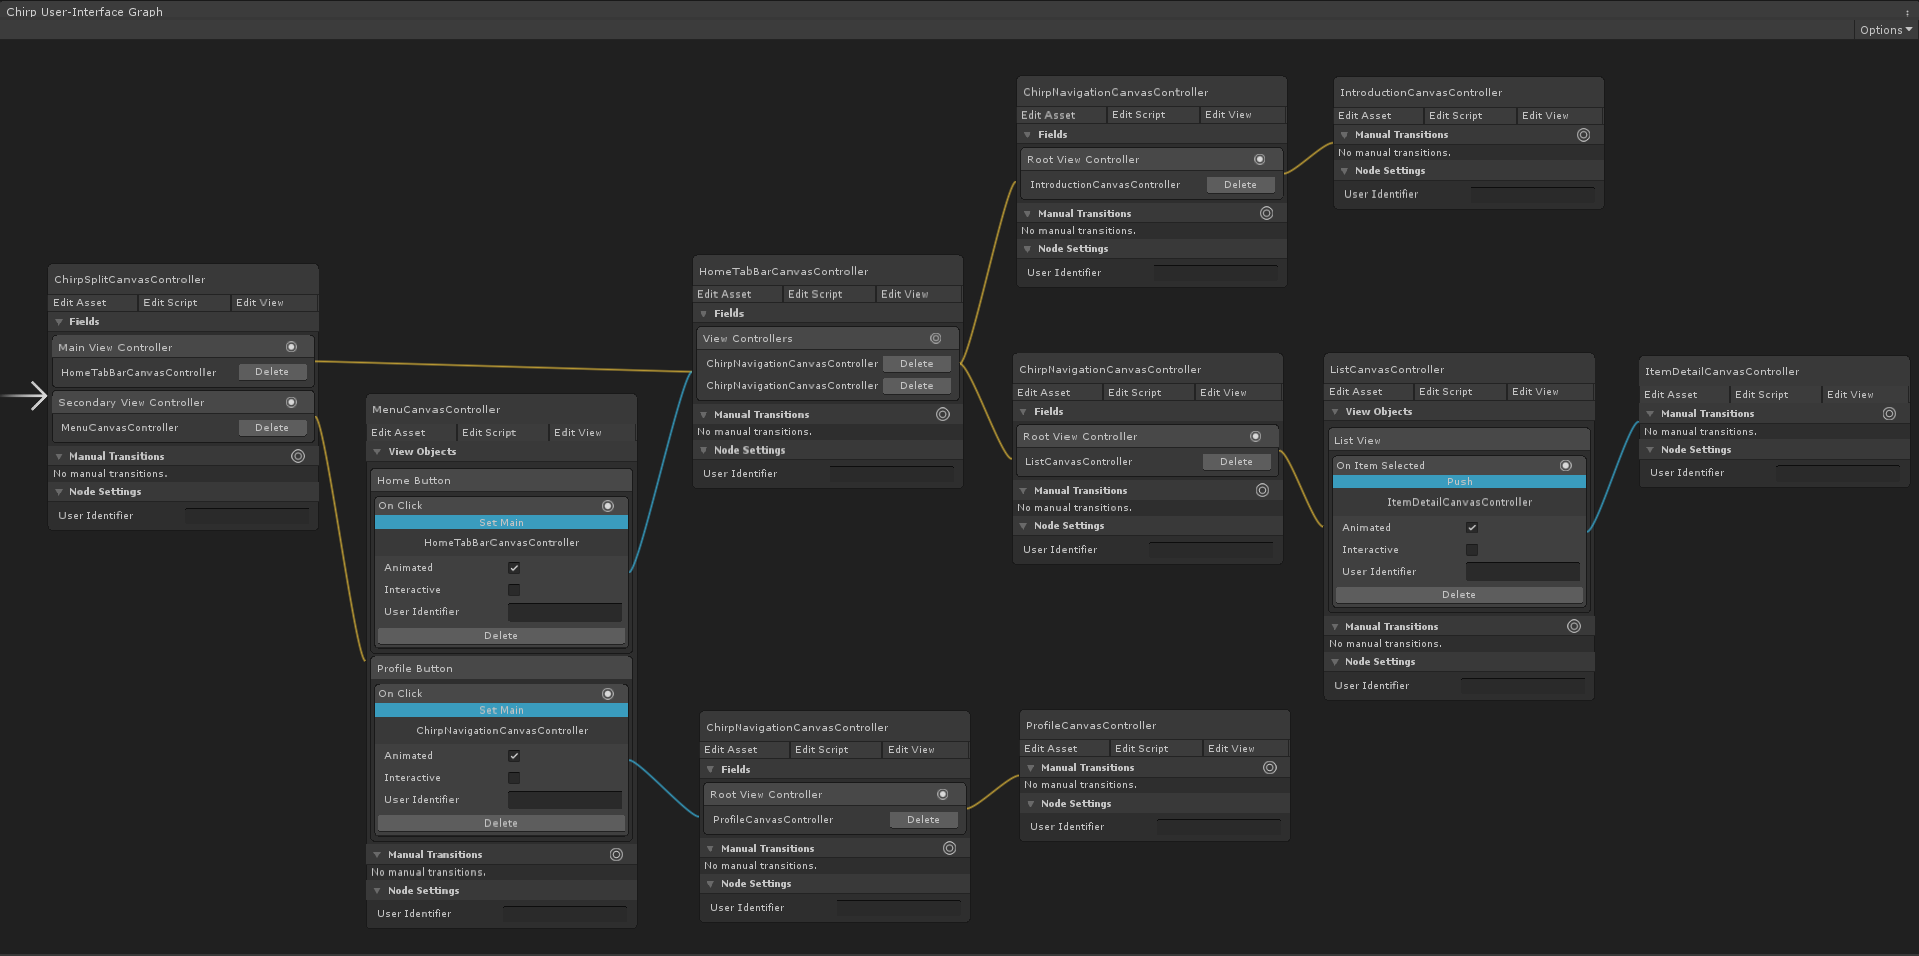 Chirp User-Interface Graph
Options
ChirpSplitCanvasController
Edit Asset Edit Script Edit View
Fields
Main View Controller
HomeTabBarCanvasController Delete
Secondary View Controller
MenuCanvasController Delete
Manual Transitions
No manual transitions.
Node Settings
User Identifier
MenuCanvasController
Edit Asset Edit Script Edit View
View Objects
Home Button
On Click
Set Main
HomeTabBarCanvasController
Animated
Interactive
User Identifier
Delete
Profile Button
On Click
Set Main
ChirpNavigationCanvasController
Animated
Interactive
User Identifier
Delete
Manual Transitions
No manual transitions.
Node Settings
User Identifier
HomeTabBarCanvasController
Edit Asset Edit Script Edit View
Fields
View Controllers
ChirpNavigationCanvasController Delete
ChirpNavigationCanvasController Delete
Manual Transitions
No manual transitions.
Node Settings
User Identifier
ChirpNavigationCanvasController
Edit Asset Edit Script Edit View
Fields
Root View Controller
IntroductionCanvasController Delete
Manual Transitions
No manual transitions.
Node Settings
User Identifier
IntroductionCanvasController
Edit Asset Edit Script Edit View
Manual Transitions
No manual transitions.
Node Settings
User Identifier
ChirpNavigationCanvasController
Edit Asset Edit Script Edit View
Fields
Root View Controller
ListCanvasController Delete
Manual Transitions
No manual transitions.
Node Settings
User Identifier
ListCanvasController
Edit Asset Edit Script Edit View
View Objects
List View
On Item Selected
Push
ItemDetailCanvasController
Animated
Interactive
User Identifier
Delete
Manual Transitions
No manual transitions.
Node Settings
User Identifier
ItemDetailCanvasController
Edit Asset Edit Script Edit View
Manual Transitions
No manual transitions.
Node Settings
User Identifier
ChirpNavigationCanvasController
Edit Asset Edit Script Edit View
Fields
Root View Controller
ProfileCanvasController Delete
Manual Transitions
No manual transitions.
Node Settings
User Identifier
ProfileCanvasController
Edit Asset Edit Script Edit View
Manual Transitions
No manual transitions.
Node Settings
User Identifier